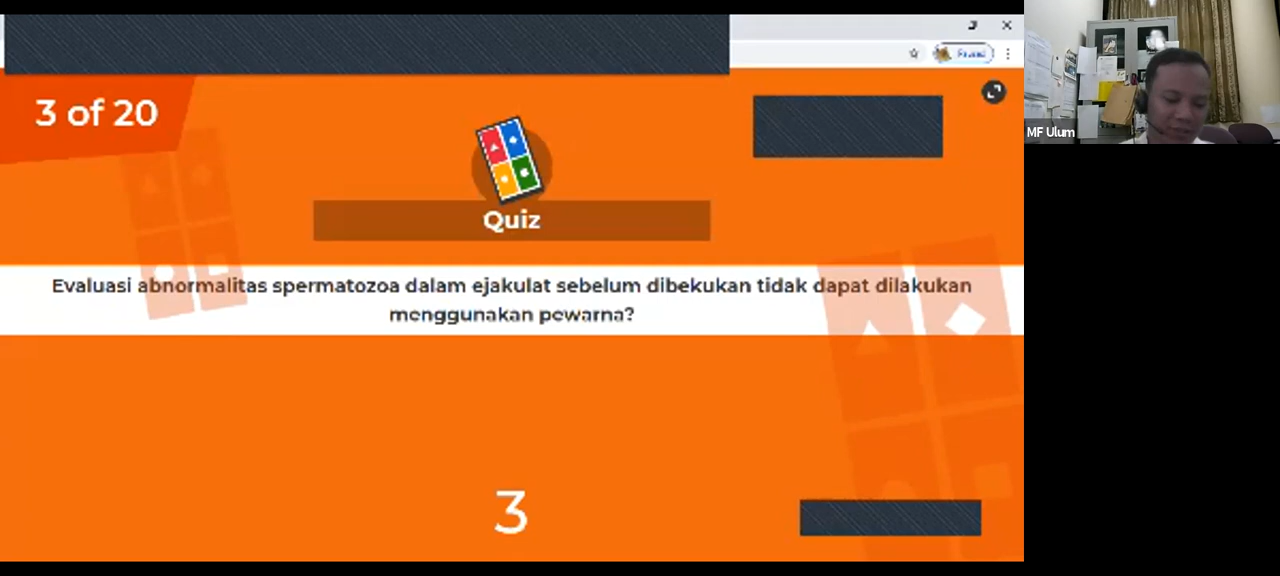 3 of 20
Quiz
Evaluasi abnormalitas spermatozoa dalam ejakulat sebelum dibekukan tidak dapat dilakukan
menggunakan pewarna?
3
Paused
MF Ulum